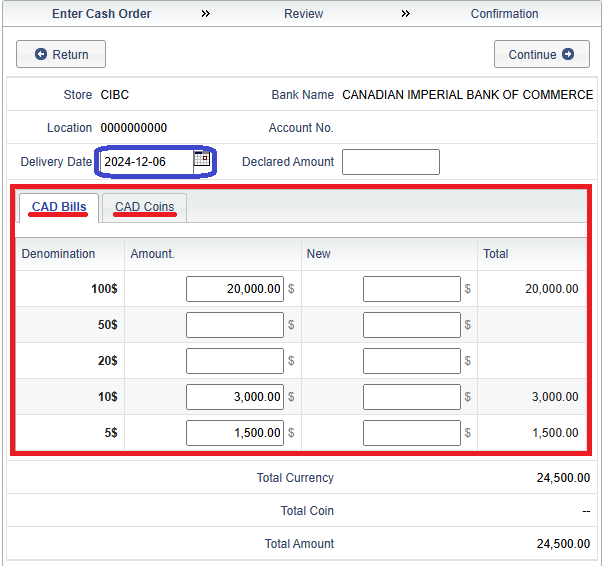 Enter Cash Order » Review » Confirmation
Return Continue
Store CIBC Bank Name CANADIAN IMPERIAL BANK OF COMMERCE
Location 0000000000 Account No.
Delivery Date 2024-12-06 Declared Amount
CAD Bills CAD Coins
Denomination Amount. New Total
100$ 20,000.00 $ $ 20,000.00
50$ $ $
20$ $ $
10$ 3,000.00 $ $ 3,000.00
5$ 1,500.00 $ $ 1,500.00
Total Currency 24,500.00
Total Coin --
Total Amount 24,500.00